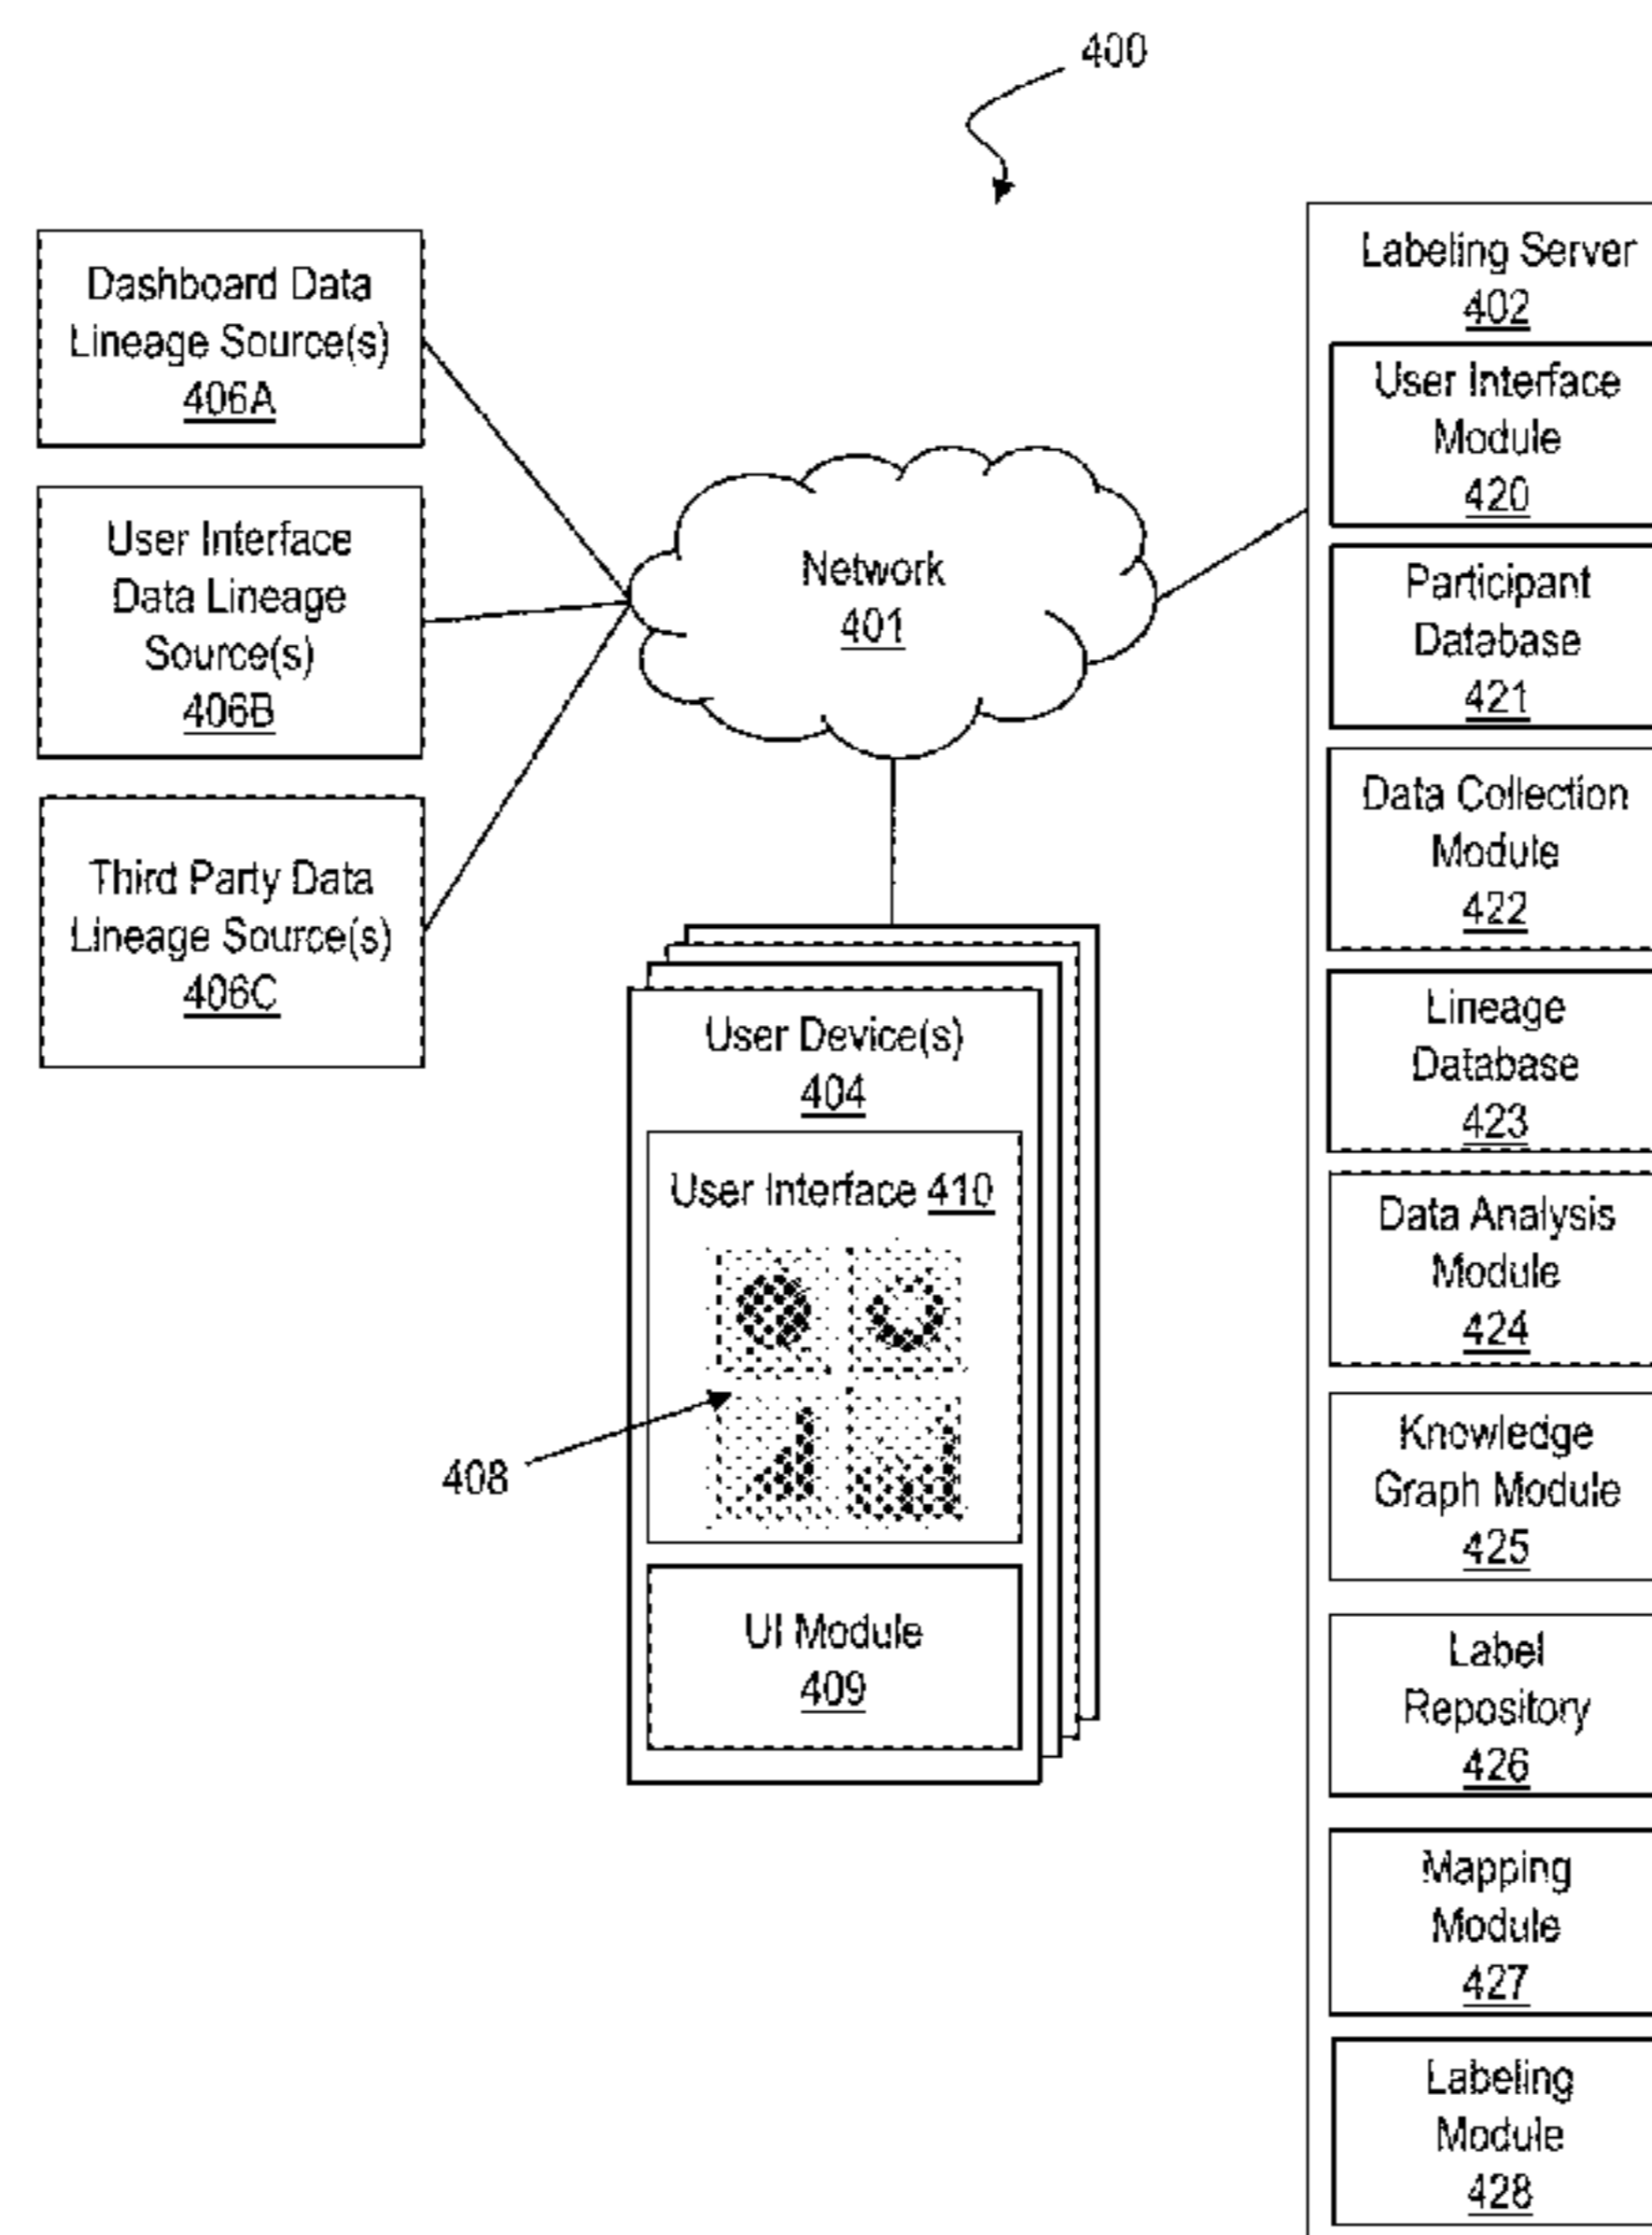 400
Dashboard Data
Lineage Source(s)
406A
User Interface
Data Lineage
Source(s)
406B
Third Party Data
Lineage Source(s)
406C
Network
401
User Device(s)
404
User Interface 410
408
UI Module
409
Labeling Server
402
User Interface
Module
420
Participant
Database
421
Data Collection
Module
422
Lineage
Database
423
Data Analysis
Module
424
Knowledge
Graph Module
425
Label
Repository
426
Mapping
Module
427
Labeling
Module
428